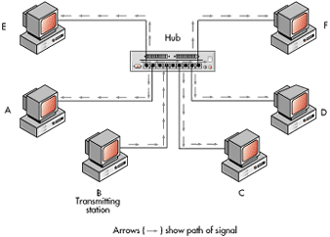 E
F
Hub
A
D
B
Transmitting
station
C
Arrows ( → ) show path of signal